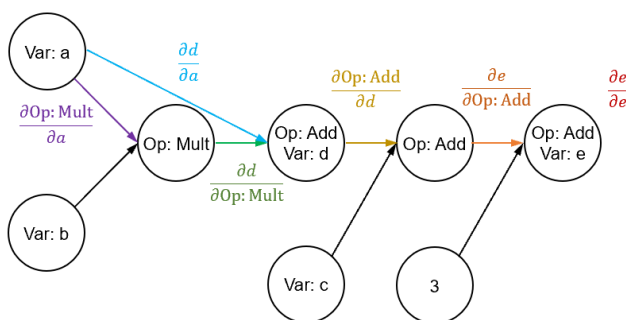 Var: a
∂d
∂a
∂Op: Mult
∂a
Op: Mult
∂d
∂Op: Mult
Var: b
Op: Add
Var: d
∂Op: Add
∂d
Op: Add
∂e
∂Op: Add
Op: Add
Var: e
∂e
∂e
Var: c
3